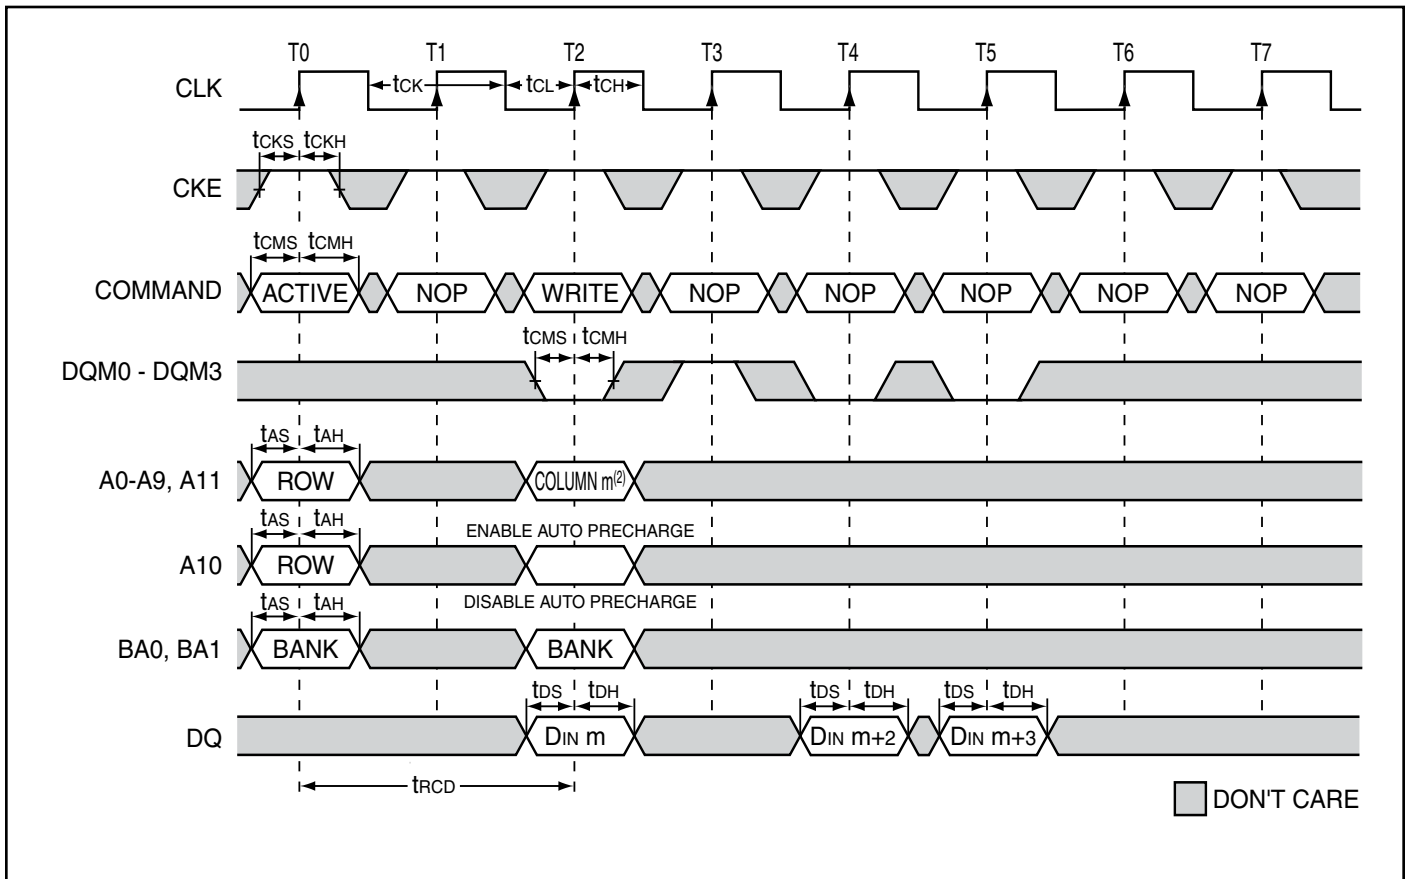 T0 T1 T2 T3 T4 T5 T6 T7
CLK tCK tCL tCH
tCKS tCKH
CKE
tCMS tCMH
COMMAND ACTIVE NOP WRITE NOP NOP NOP NOP NOP
tCMS tCMH
DQM0 - DQM3
tAS tAH
A0-A9, A11 ROW COLUMN m(2)
tAS tAH ENABLE AUTO PRECHARGE
A10 ROW
tAS tAH DISABLE AUTO PRECHARGE
BA0, BA1 BANK BANK
tDS tDH tDS tDH tDS tDH
DQ DIN m DIN m+2 DIN m+3
tRCD
DON'T CARE